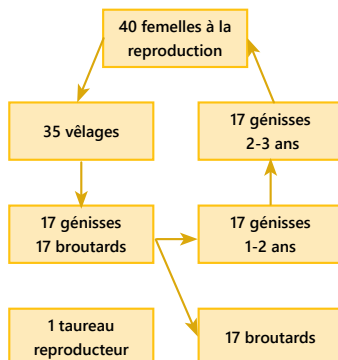 40 femelles à la
reproduction
35 vêlages
17 génisses
2-3 ans
17 génisses
17 broutards
17 génisses
1-2 ans
1 taureau
reproducteur
17 broutards